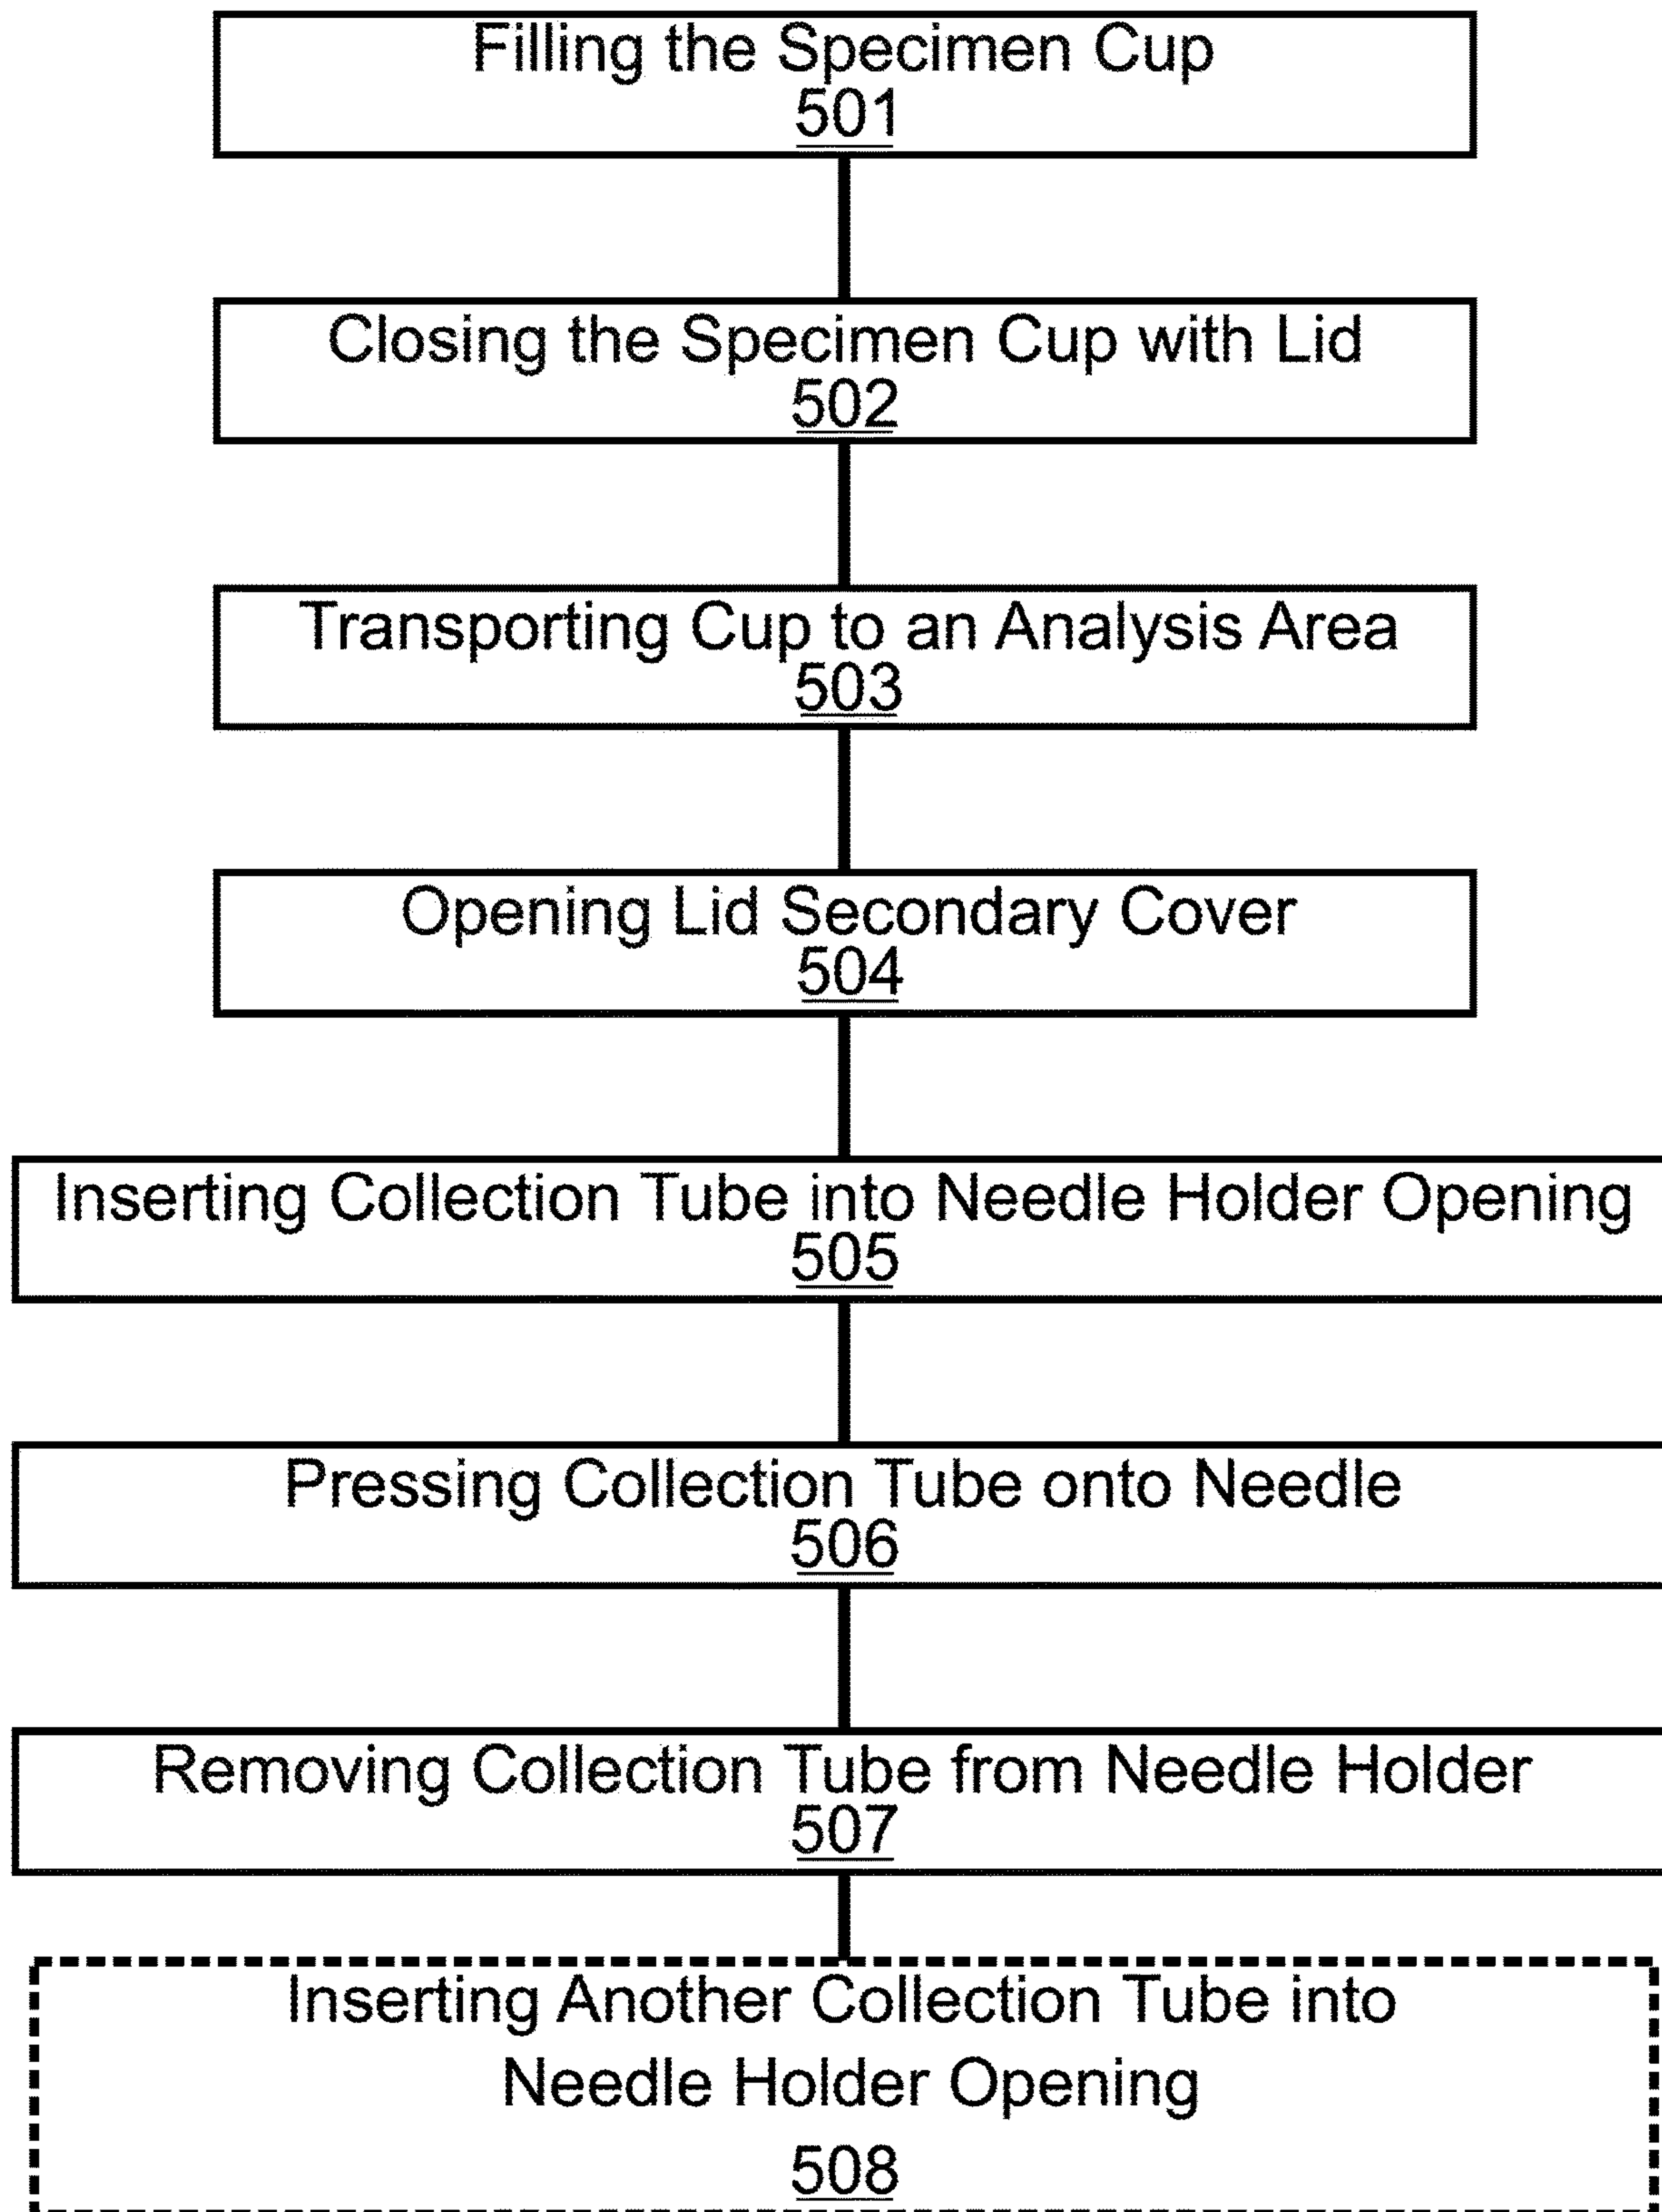 Filling the Specimen Cup
501
Closing the Specimen Cup with Lid
502
Transporting Cup to an Analysis Area
503
Opening Lid Secondary Cover
504
Inserting Collection Tube into Needle Holder Opening
505
Pressing Collection Tube onto Needle
506
Removing Collection Tube from Needle Holder
507
Inserting Another Collection Tube into
Needle Holder Opening
508